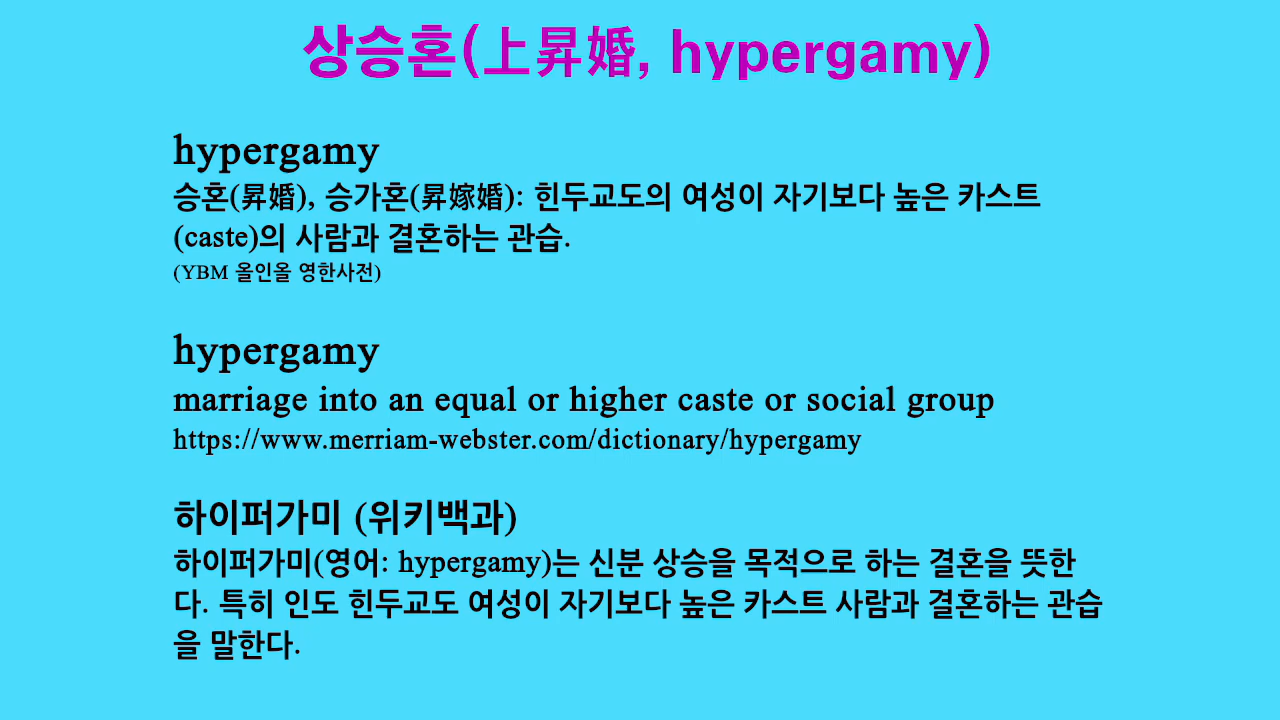 상승혼(上昇婚, hypergamy)
hypergamy
승혼(昇婚), 승가혼(昇嫁婚): 힌두교도의 여성이 자기보다 높은 카스트
(caste)의 사람과 결혼하는 관습.
(YBM 올인올 영한사전)
hypergamy
marriage into an equal or higher caste or social group
https://www.merriam-webster.com/dictionary/hypergamy
하이퍼가미 (위키백과)
하이퍼가미(영어: hypergamy)는 신분 상승을 목적으로 하는 결혼을 뜻한
다. 특히 인도 힌두교도 여성이 자기보다 높은 카스트 사람과 결혼하는 관습
을 말한다.